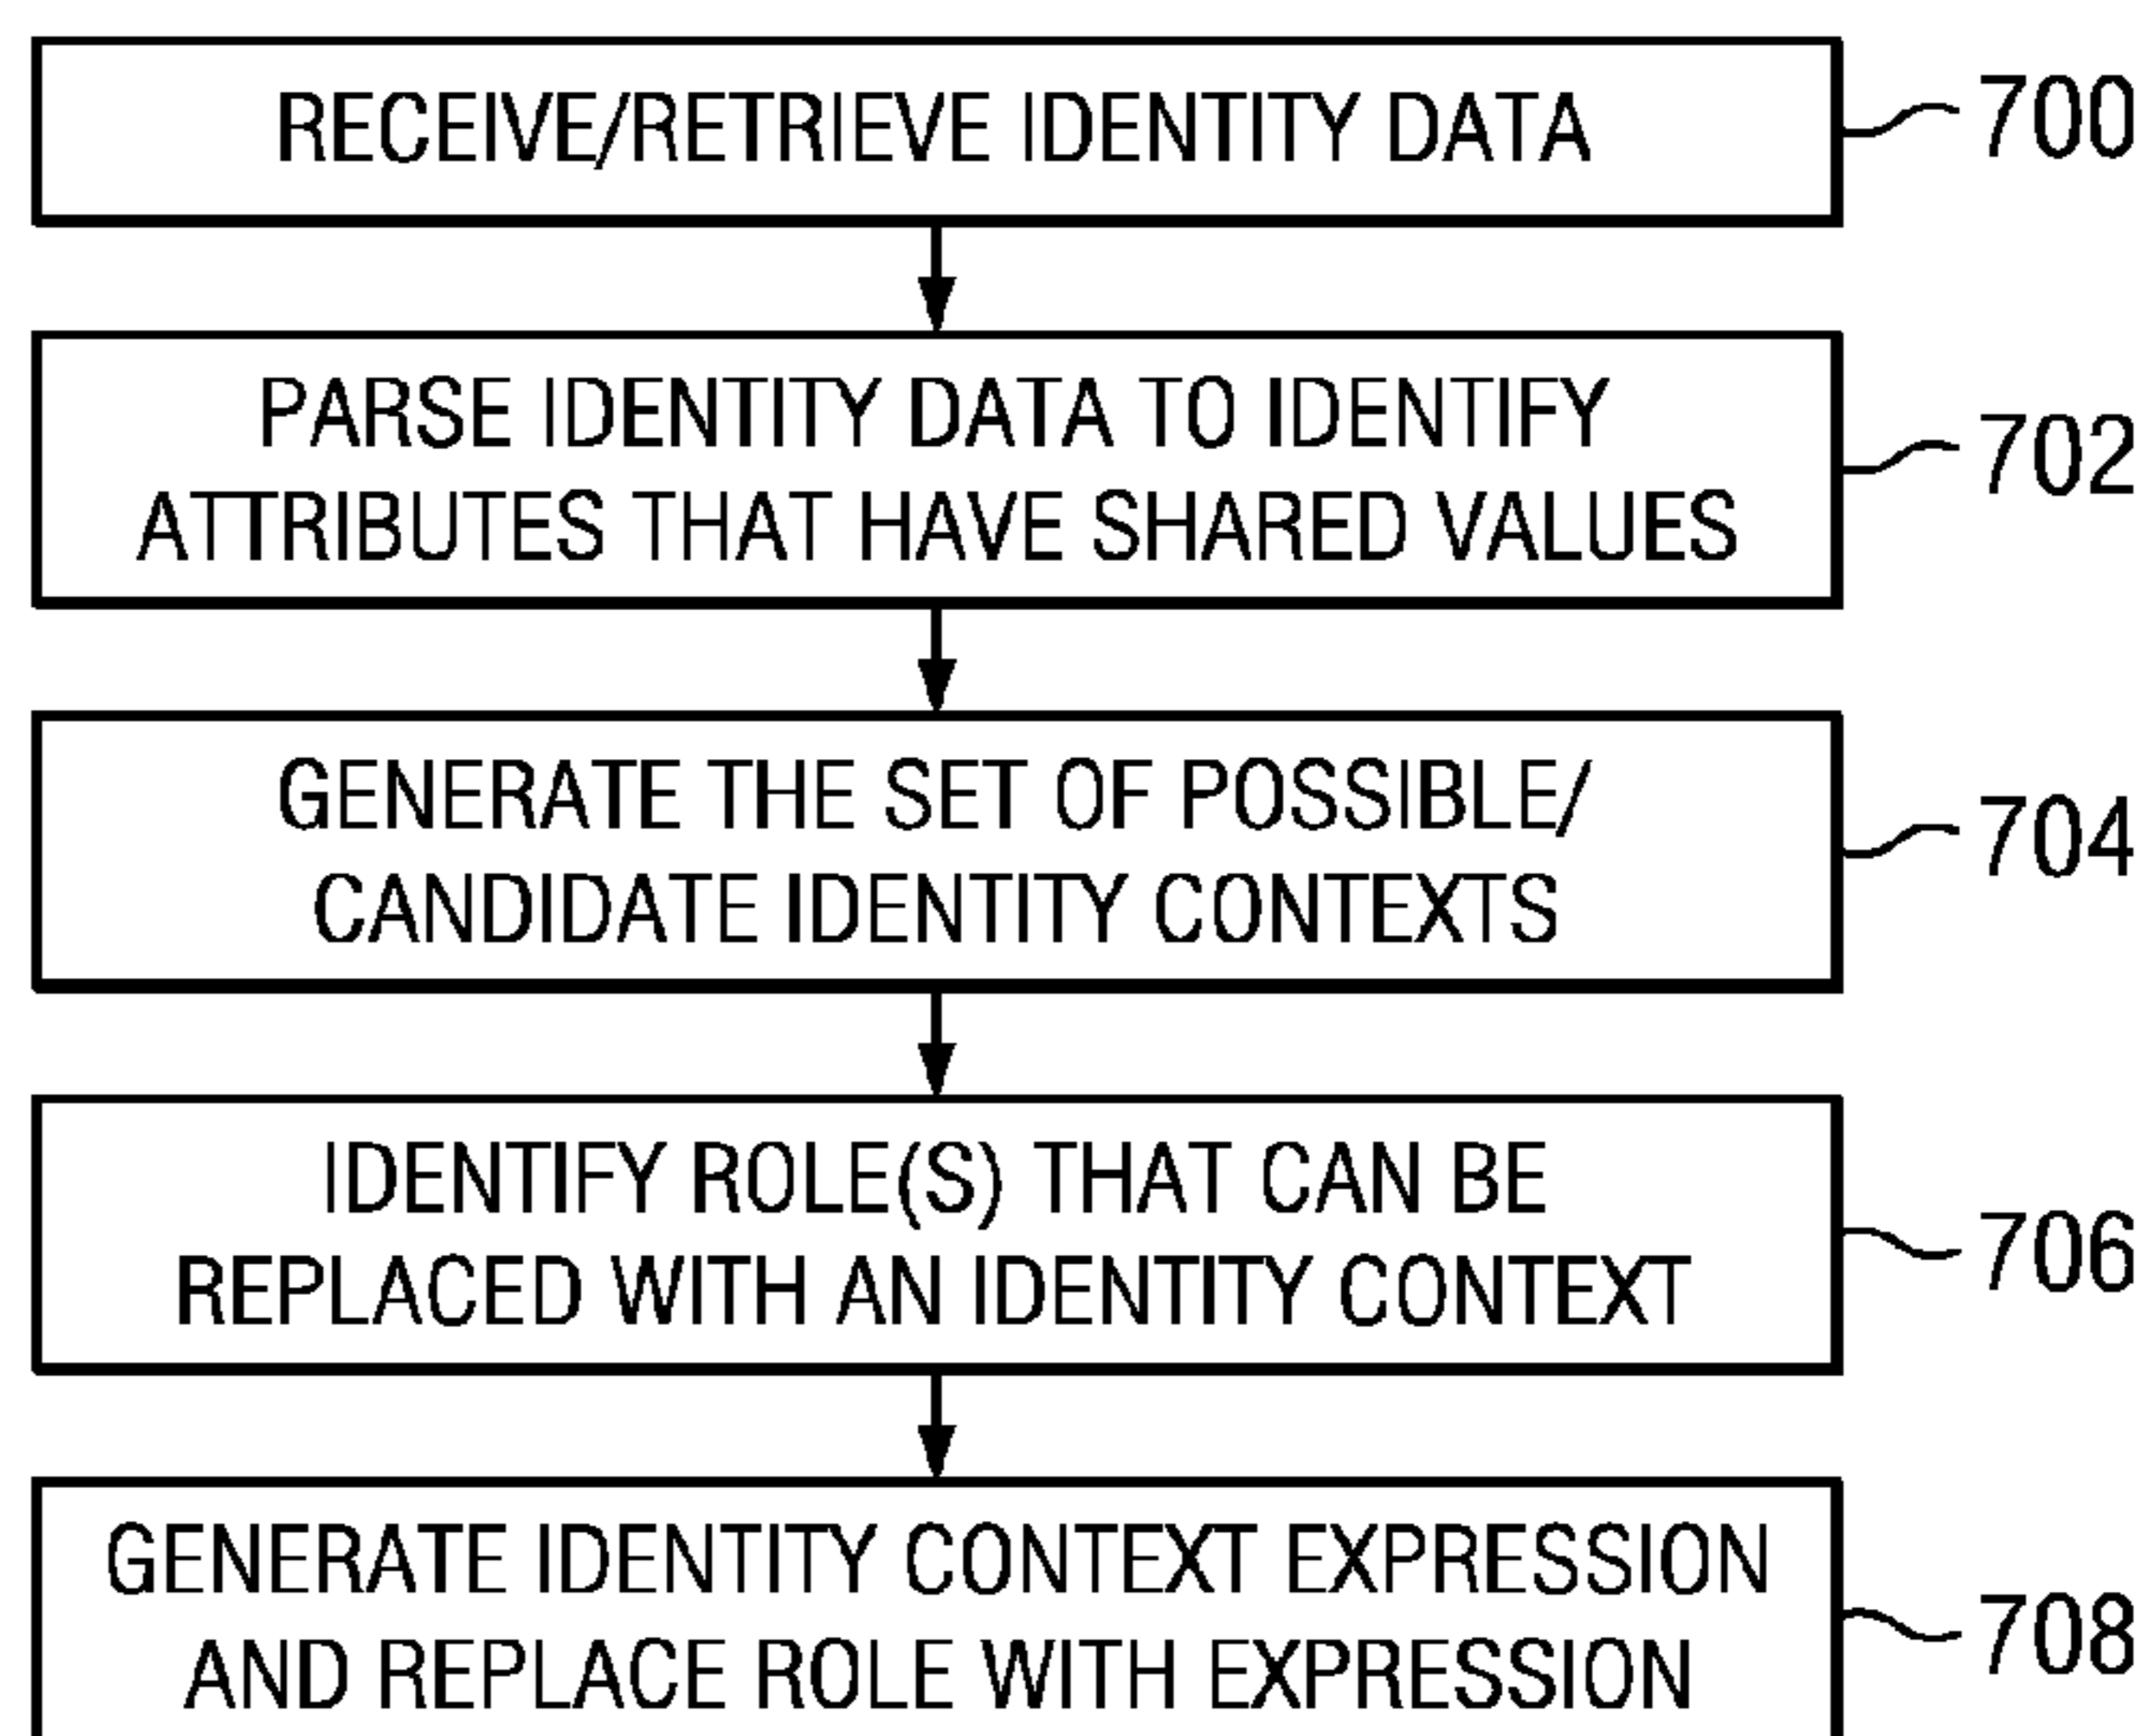 RECEIVE/RETRIEVE IDENTITY DATA
700
PARSE IDENTITY DATA TO IDENTIFY
ATTRIBUTES THAT HAVE SHARED VALUES
702
GENERATE THE SET OF POSSIBLE/
CANDIDATE IDENTITY CONTEXTS
704
IDENTIFY ROLE(S) THAT CAN BE
REPLACED WITH AN IDENTITY CONTEXT
706
GENERATE IDENTITY CONTEXT EXPRESSION
AND REPLACE ROLE WITH EXPRESSION
708